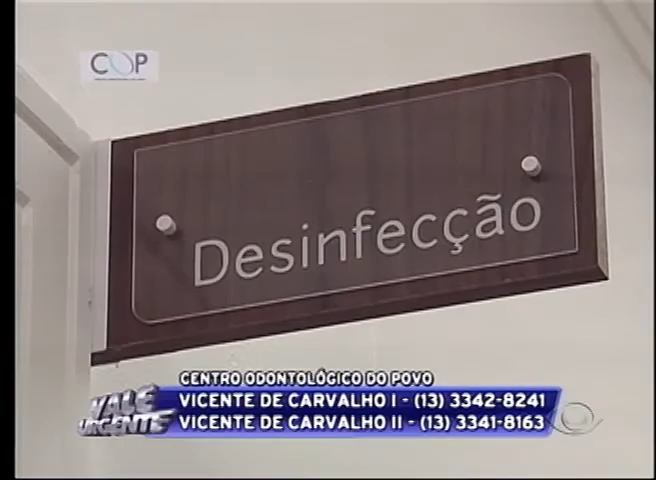 COP
Desinfecção
CENTRO ODONTOLÓGICO DO POVO
VALE URGENTE
VICENTE DE CARVALHO I - (13) 3342-8241
VICENTE DE CARVALHO II - (13) 3341-8163